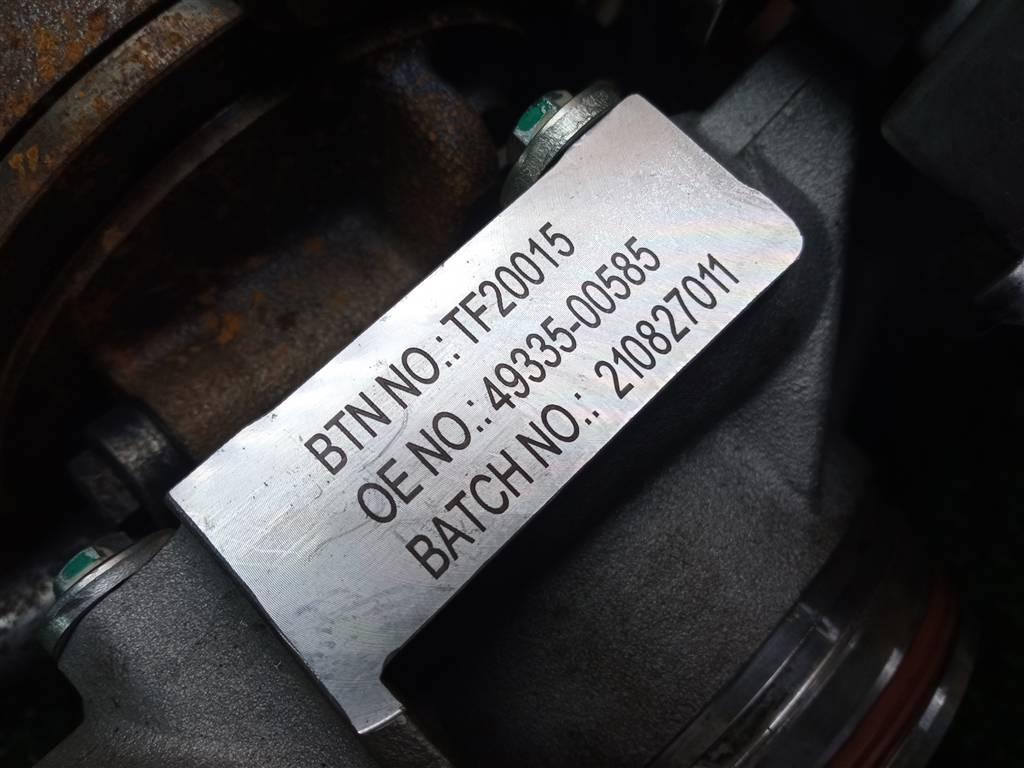 BTN NO.: TF20015
OE NO.: 49335-00585
BATCH NO.: 210827011